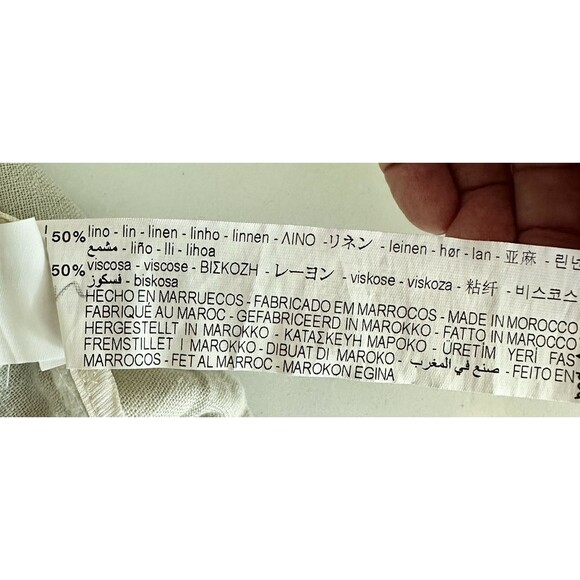 50% lino - lin - linen - linho - linnen - ΛINO -リネン - leinen - hør - lan - 亚麻 - 린넨
مشمع - liño - lli - lihoa
50% viscosa - viscose - ΒΙΣΚΟΖΗ - レーヨン - viskose - viskoza - 粘纤 - 비스코스
فسكوز - biskosa
HECHO EN MARRUECOS - FABRICADO EM MARROCOS - MADE IN MOROCCO
FABRIQUÉ AU MAROC - GEFABRICEERD IN MAROKKO - FATTO IN MAROCCO
HERGESTELLT IN MAROKKO - ΚΑΤΑΣΚΕΥΗ ΜΑΡΟΚΟ - ÜRETİM YERİ FAS
FREMSTILLET I MAROKKO - DIBUAT DI MAROKO - صنع في المغرب - FEITO EN
MARROCOS - FET AL MARROC - MAROKON EGINA